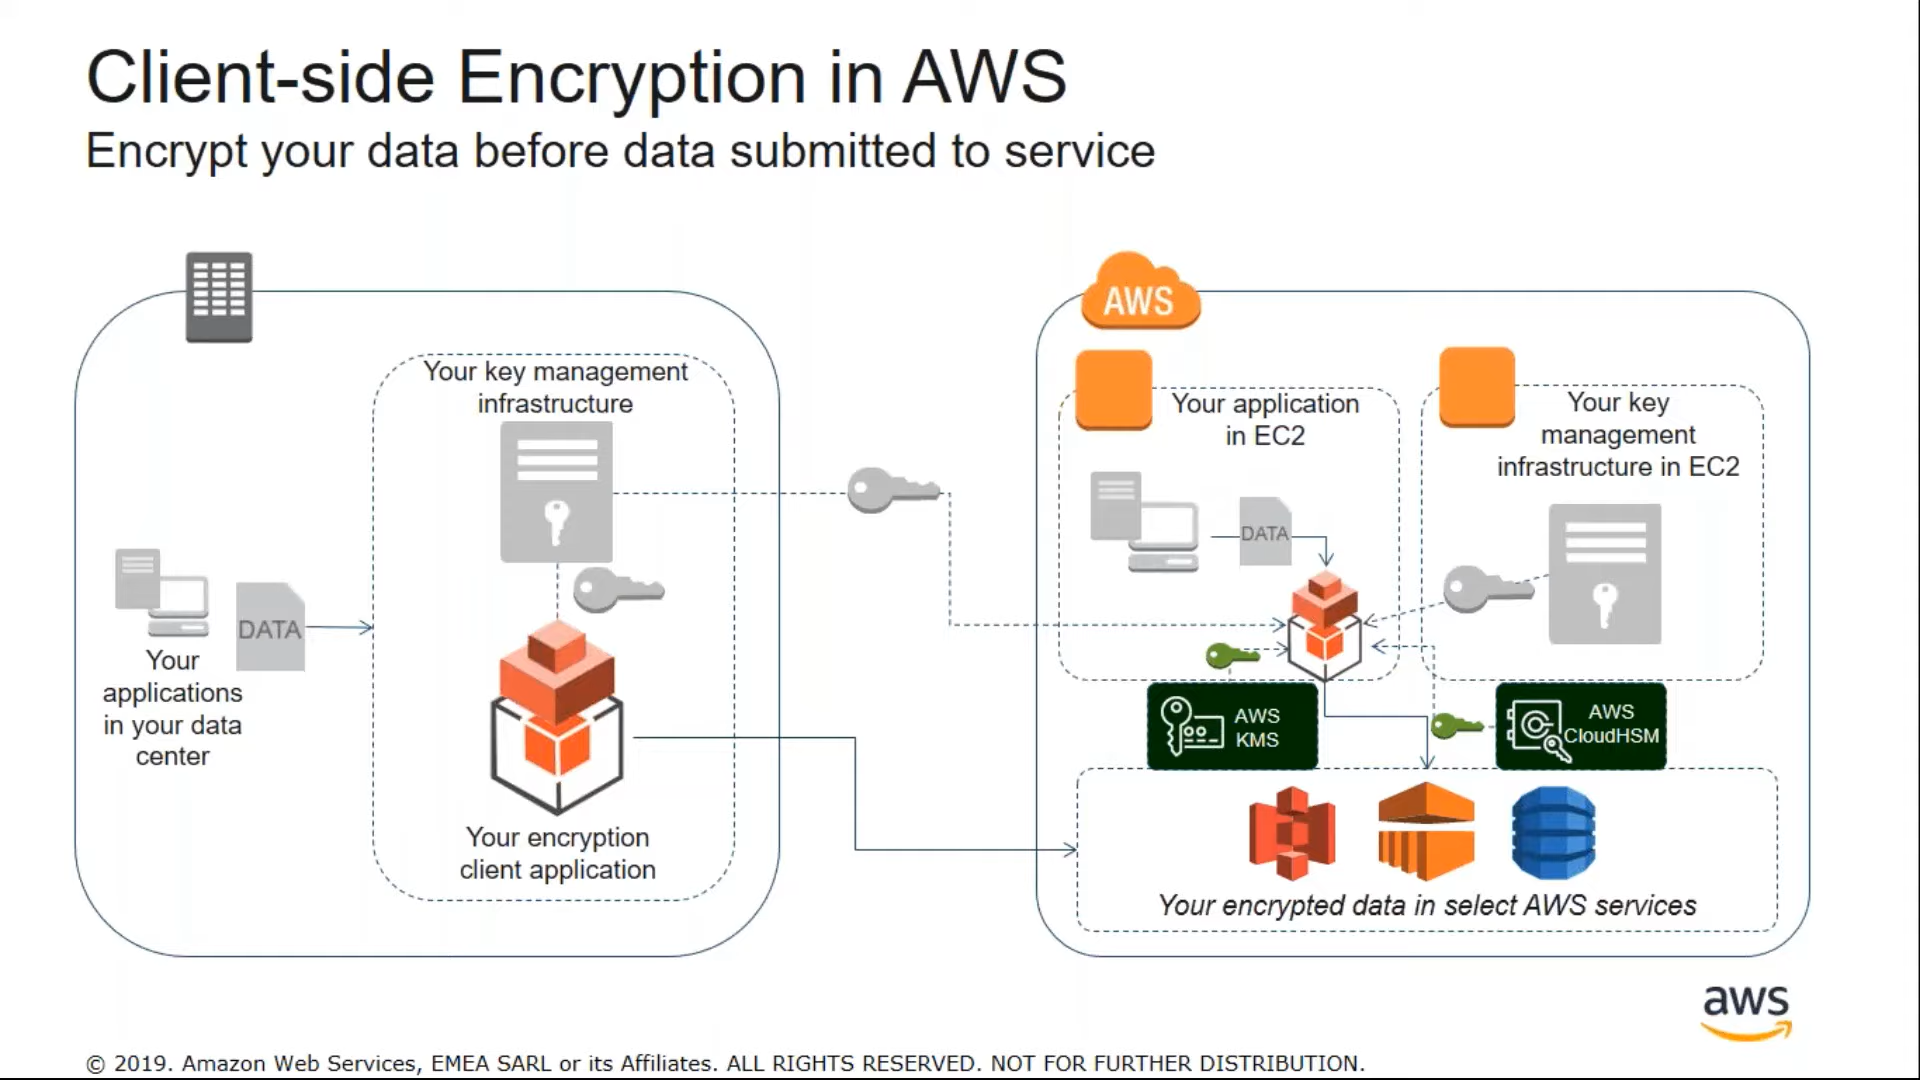 Client-side Encryption in AWS
Encrypt your data before data submitted to service
Your key management
infrastructure
DATA
Your
applications
in your data
center
Your encryption
client application
AWS
Your application
in EC2
DATA
Your key
management
infrastructure in EC2
AWS
KMS
AWS
CloudHSM
Your encrypted data in select AWS services
aws
© 2019. Amazon Web Services, EMEA SARL or its Affiliates. ALL RIGHTS RESERVED. NOT FOR FURTHER DISTRIBUTION.